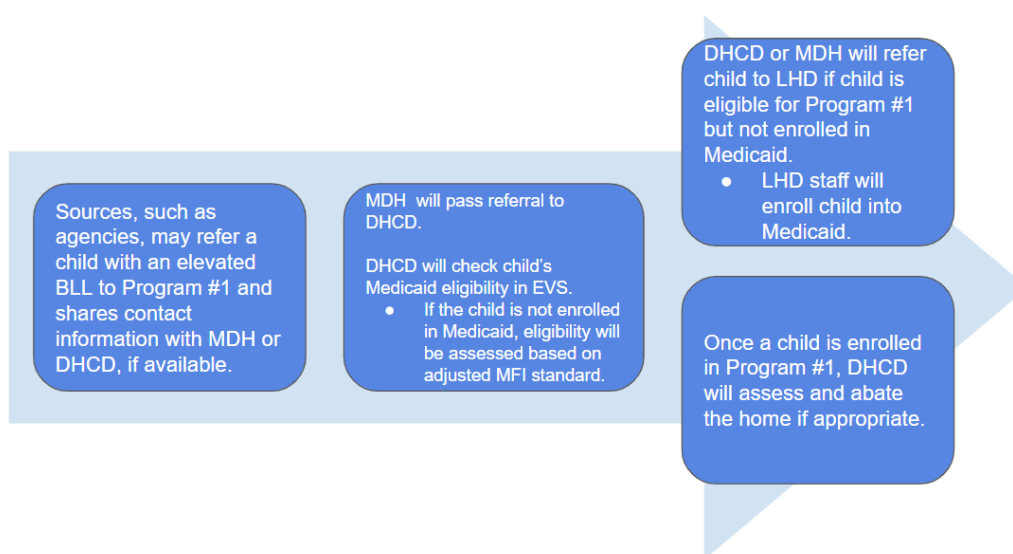 Sources, such as
agencies, may refer a
child with an elevated
BLL to Program #1 and
shares contact
information with MDH or
DHCD, if available.
MDH  will pass referral to
DHCD.
DHCD will check child's
Medicaid eligibility in EVS.
● If the child is not enrolled
in Medicaid, eligibility will
be assessed based on
adjusted MFI standard.
DHCD or MDH will refer
child to LHD if child is
eligible for Program #1
but not enrolled in
Medicaid.
● LHD staff will
enroll child into
Medicaid.
Once a child is enrolled
in Program #1, DHCD
will assess and abate
the home if appropriate.